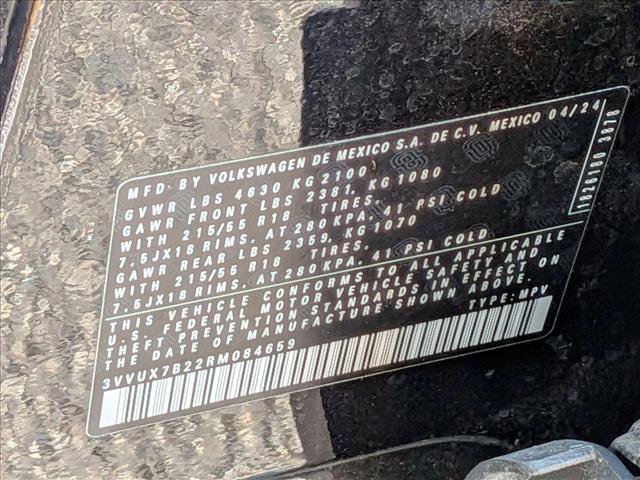 MFD. BY VOLKSWAGEN DE MEXICO S.A. DE C.V. MEXICO 04/24
GVWR LBS 4630 KG 2100
GAWR FRONT LBS 2381, KG 1080
WITH 215/55 R18 TIRES,
7.5JX18 RIMS, AT 280 KPA, 41 PSI COLD
GAWR REAR LBS 2359, KG 1070
WITH 215/55 R18 TIRES,
7.5JX18 RIMS, AT 280KPA, 41 PSI COLD
THIS VEHICLE CONFORMS TO ALL APPLICABLE
U.S. FEDERAL MOTOR VEHICLE SAFETY AND
THEFT PREVENTION STANDARDS IN EFFECT ON
THE DATE OF MANUFACTURE SHOWN ABOVE.
3VVUX7B22RM084659 TYPE: MPV
1826180 3878